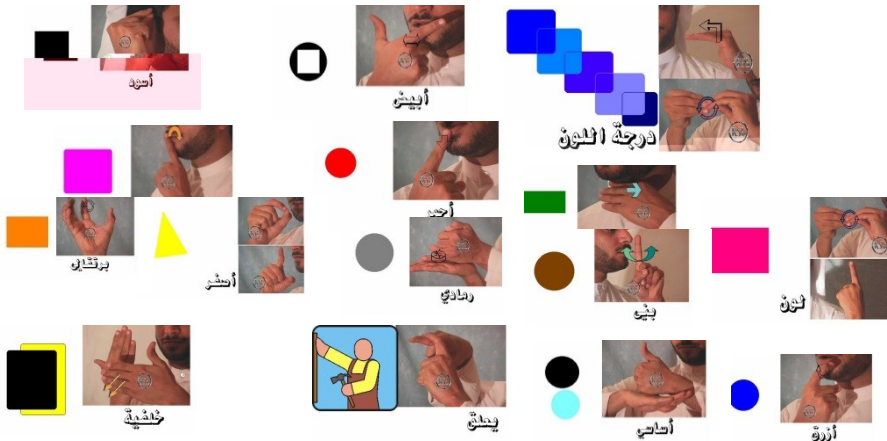 أسود
أبيض
درجة اللون
أحمر
برتقالي
أصفر
رمادي
بني
لون
خلفية
يعلق
أساسي
أزرق